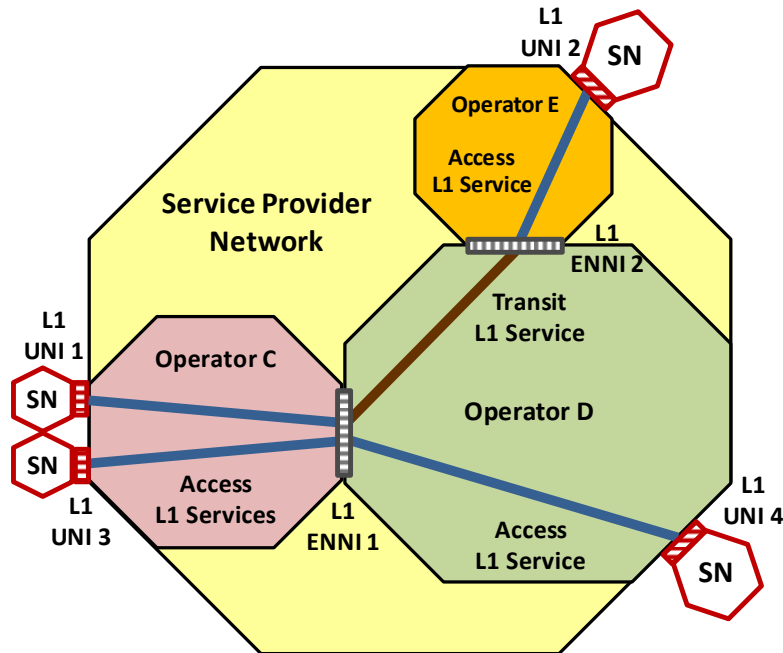 L1
UNI 2
SN
Operator E
Access
L1 Service
Service Provider
Network
L1
ENNI 2
Transit
L1 Service
L1
UNI 1
Operator C
SN
Operator D
SN
Access
L1 Services
L1
UNI 3
L1
ENNI 1
Access
L1 Service
L1
UNI 4
SN